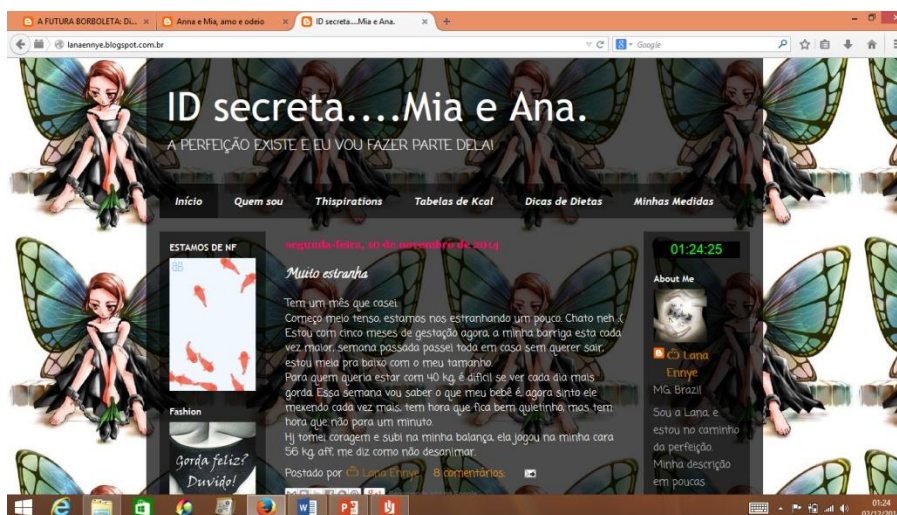 A FUTURA BORBOLETA: Di...
Anna e Mia, amo e odeio
ID secreta....Mia e Ana.
lanaennye.blogspot.com.br
Google
ID secreta....Mia e Ana.
A PERFEIÇÃO EXISTE E EU VOU FAZER PARTE DELA!
Início Quem sou Thispirations Tabelas de Kcal Dicas de Dietas Minhas Medidas
ESTAMOS DE NF
Fashion
Gorda feliz?
Duvido!
segunda-feira, 10 de novembro de 2014
Muito estranha
Tem um mês que casei.
Começo meio tenso, estamos nos estranhando um pouco. Chato neh :(
Estou com cinco meses de gestação agora, a minha barriga esta cada
vez maior, semana passada passei toda em casa sem querer sair,
estou meia pra baixo com o meu tamanho.
Para quem queria estar com 40 kg, é difícil se ver cada dia mais
gorda. Essa semana vou saber o que meu bebê é, agora sinto ele
mexendo cada vez mais, tem hora que fica bem quietinho, mas tem
hora que não para um minuto.
Hj tomei coragem e subi na minha balança, ela jogou na minha cara
56 kg, aff, me diz como não desanimar.
Postado por Lana Ennye 8 comentários:
01:24:25
About Me
Lana
Ennye
MG, Brazil
Sou a Lana, e
estou no caminho
da perfeição.
Minha descrição
em poucas
01:24